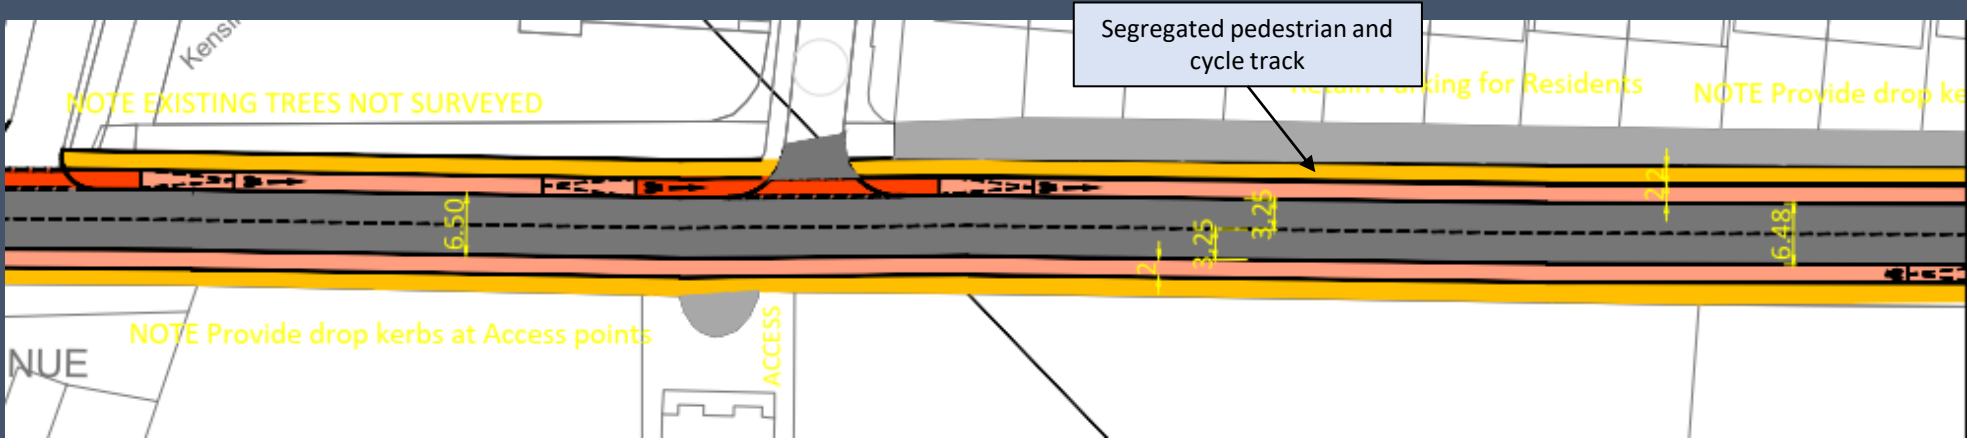 Segregated pedestrian and
cycle track
NOTE EXISTING TREES NOT SURVEYED
Parking for Residents
NOTE Provide drop ke
6.50
3.25
3.25
2
2.2
6.48
NOTE Provide drop kerbs at Access points
ACCESS
NUE